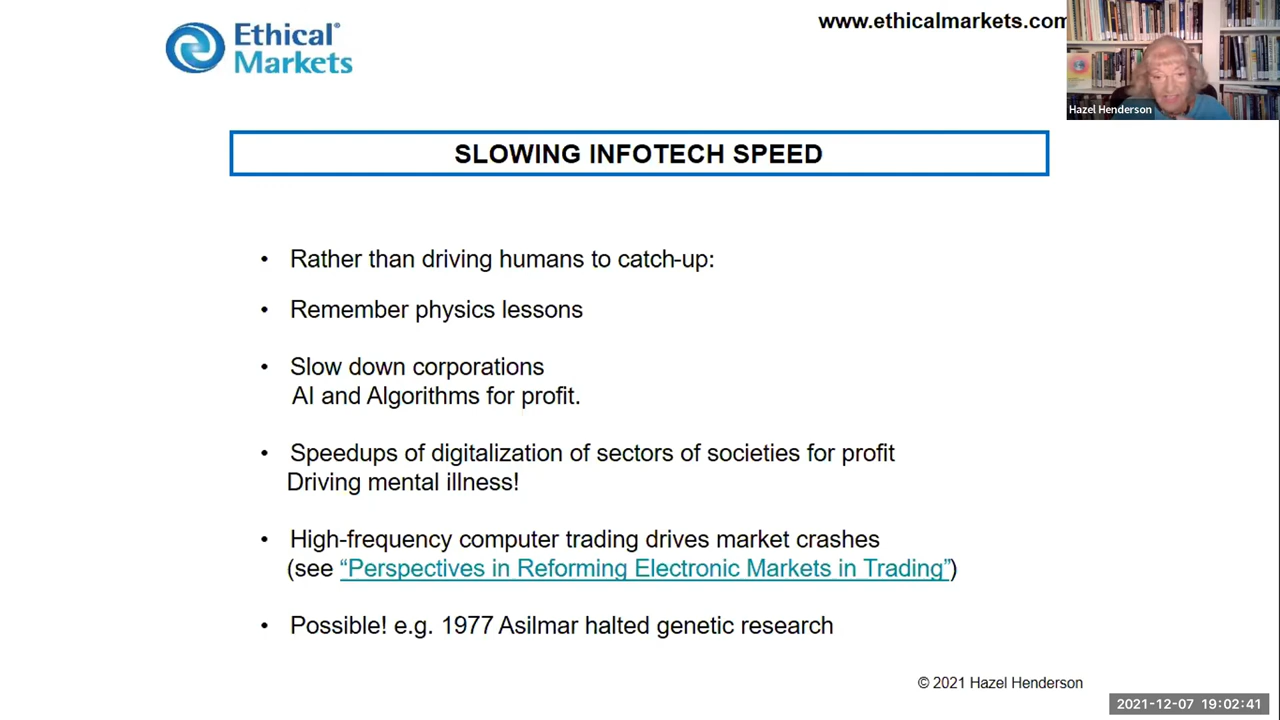 Ethical®
Markets
www.ethicalmarkets.com
Hazel Henderson
SLOWING INFOTECH SPEED
• Rather than driving humans to catch-up:
• Remember physics lessons
• Slow down corporations
AI and Algorithms for profit.
• Speedups of digitalization of sectors of societies for profit
Driving mental illness!
• High-frequency computer trading drives market crashes
(see “Perspectives in Reforming Electronic Markets in Trading”)
• Possible! e.g. 1977 Asilmar halted genetic research
© 2021 Hazel Henderson
2021-12-07 19:02:41